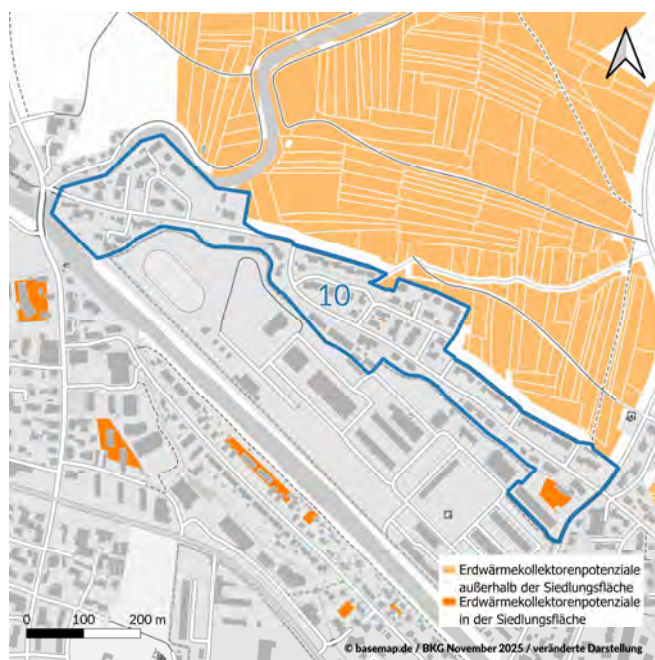 10
Erdwärmekollektorenpotenziale
außerhalb der Siedlungsfläche
Erdwärmekollektorenpotenziale
in der Siedlungsfläche
0 100 200 m
© basemap.de / BKG November 2025 / veränderte Darstellung